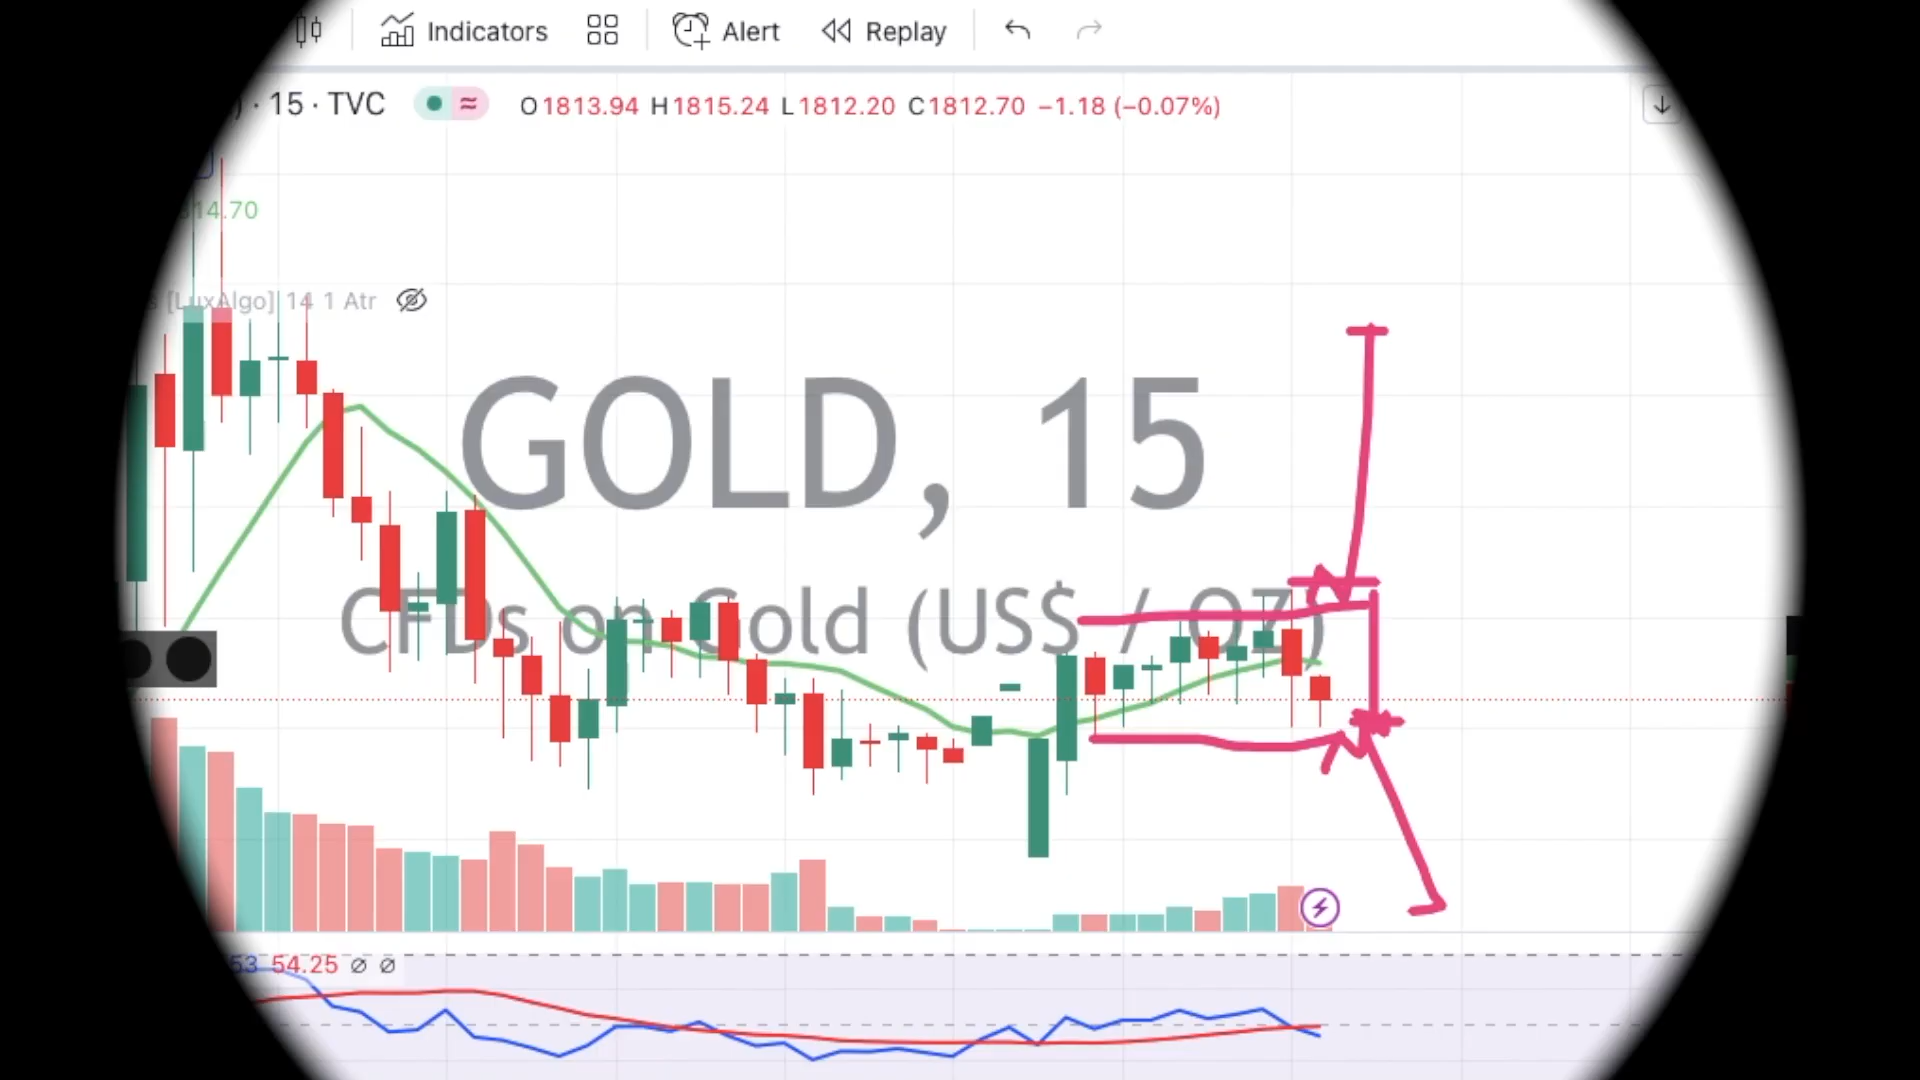 Indicators Alert Replay
· 15 · TVC O1813.94 H1815.24 L1812.20 C1812.70 −1.18 (−0.07%)
14.70
[LuxAlgo] 14 1 Atr
GOLD, 15
CFDs on Gold (US$ / OZ)
53 54.25 ∅ ∅